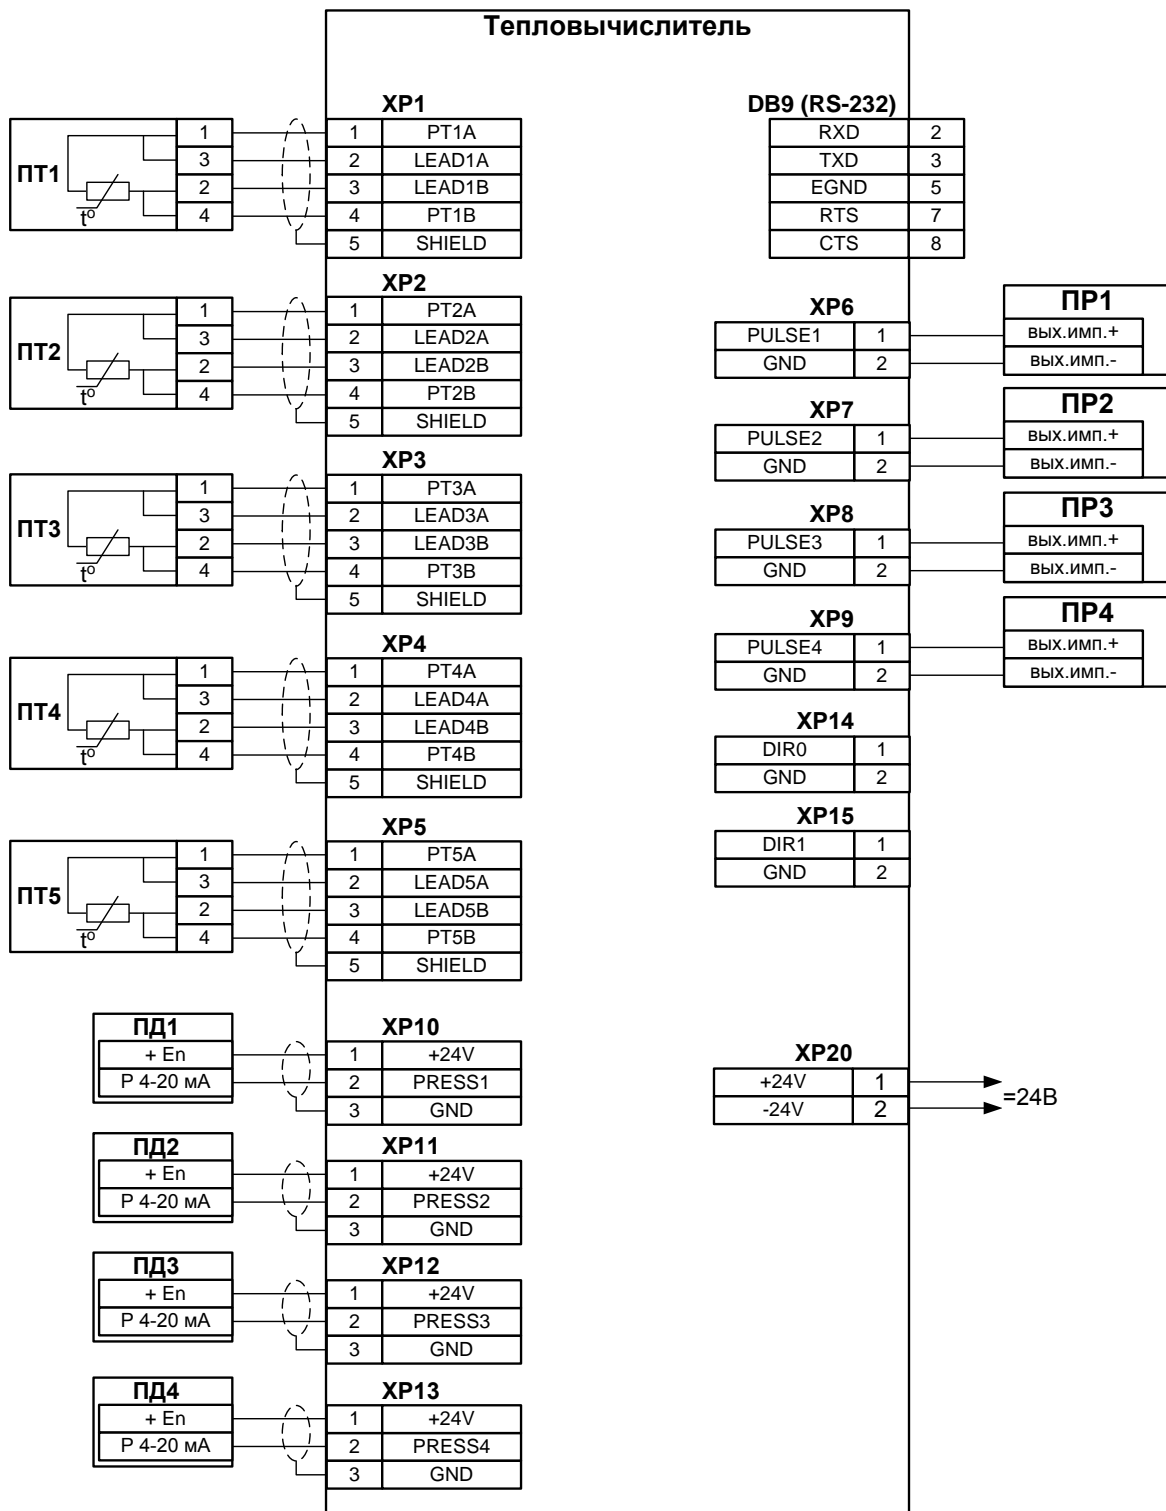 Тепловычислитель
XP1
ПТ1
1
3
2
4
tº
1 PT1A
2 LEAD1A
3 LEAD1B
4 PT1B
5 SHIELD
XP2
ПТ2
1
3
2
4
tº
1 PT2A
2 LEAD2A
3 LEAD2B
4 PT2B
5 SHIELD
XP3
ПТ3
1
3
2
4
tº
1 PT3A
2 LEAD3A
3 LEAD3B
4 PT3B
5 SHIELD
XP4
ПТ4
1
3
2
4
tº
1 PT4A
2 LEAD4A
3 LEAD4B
4 PT4B
5 SHIELD
XP5
ПТ5
1
3
2
4
tº
1 PT5A
2 LEAD5A
3 LEAD5B
4 PT5B
5 SHIELD
ПД1
+ En
P 4-20 мА
XP10
1 +24V
2 PRESS1
3 GND
ПД2
+ En
P 4-20 мА
XP11
1 +24V
2 PRESS2
3 GND
ПД3
+ En
P 4-20 мА
XP12
1 +24V
2 PRESS3
3 GND
ПД4
+ En
P 4-20 мА
XP13
1 +24V
2 PRESS4
3 GND
DB9 (RS-232)
RXD 2
TXD 3
EGND 5
RTS 7
CTS 8
XP6
PULSE1 1
GND 2
ПР1
вых.имп.+
вых.имп.-
XP7
PULSE2 1
GND 2
ПР2
вых.имп.+
вых.имп.-
XP8
PULSE3 1
GND 2
ПР3
вых.имп.+
вых.имп.-
XP9
PULSE4 1
GND 2
ПР4
вых.имп.+
вых.имп.-
XP14
DIR0 1
GND 2
XP15
DIR1 1
GND 2
XP20
+24V 1
-24V 2
=24В